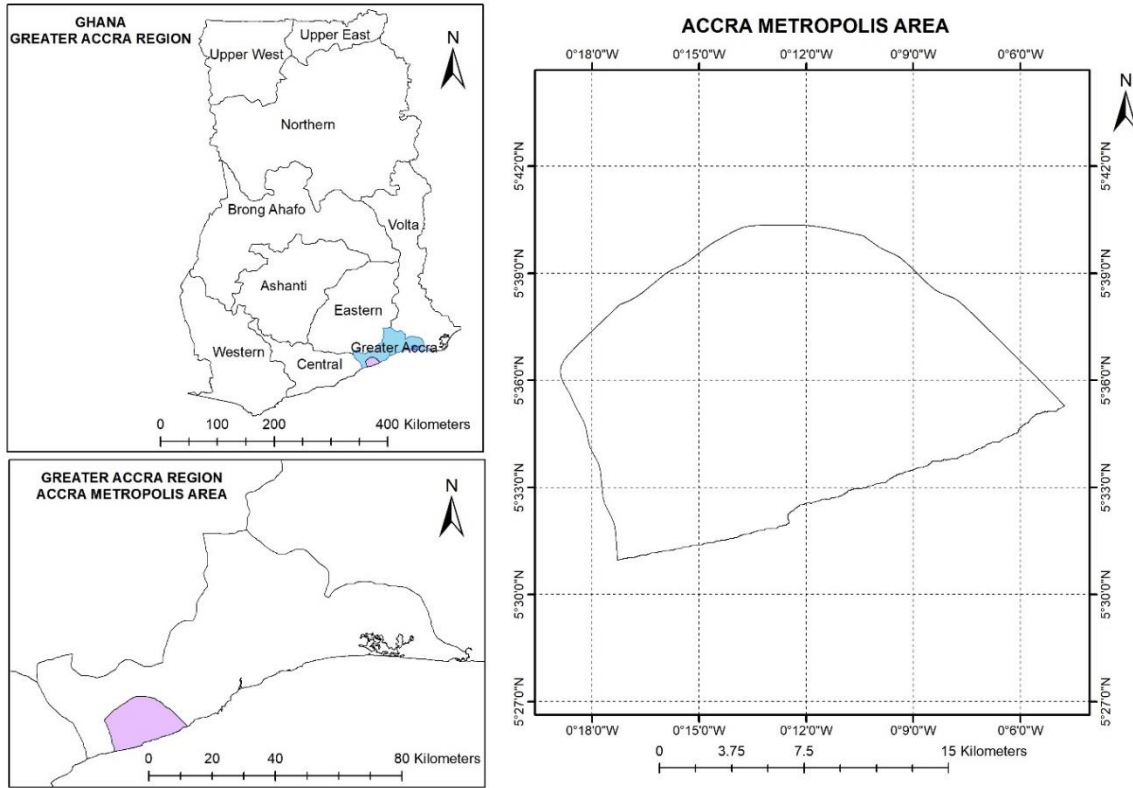 GHANA
GREATER ACCRA REGION
N
Upper West
Upper East
Northern
Brong Ahafo
Volta
Ashanti
Eastern
Greater Accra
Western
Central
0 100 200 400 Kilometers
GREATER ACCRA REGION
ACCRA METROPOLIS AREA
N
0 20 40 80 Kilometers
ACCRA METROPOLIS AREA
0°18'0"W 0°15'0"W 0°12'0"W 0°9'0"W 0°6'0"W
N
5°42'0"N 5°42'0"N
5°39'0"N 5°39'0"N
5°36'0"N 5°36'0"N
5°33'0"N 5°33'0"N
5°30'0"N 5°30'0"N
5°27'0"N 5°27'0"N
0°18'0"W 0°15'0"W 0°12'0"W 0°9'0"W 0°6'0"W
0 3.75 7.5 15 Kilometers